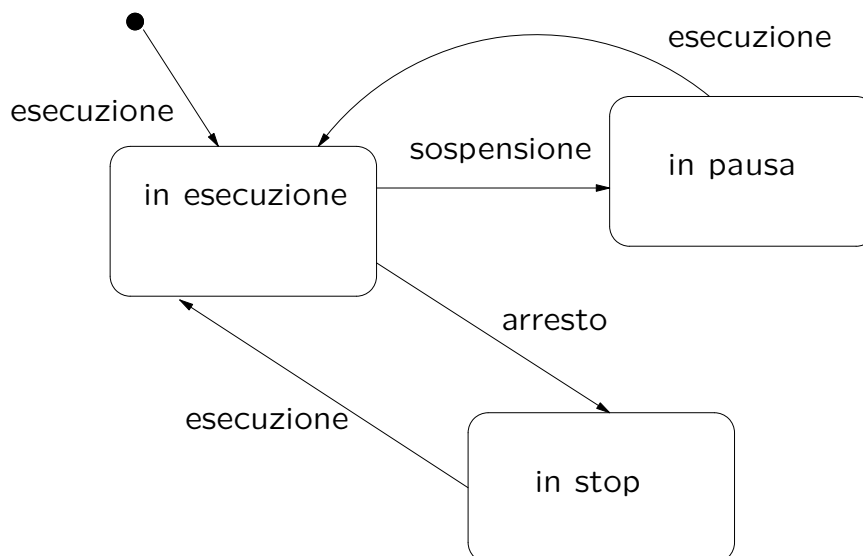 esecuzione
esecuzione
sospensione
in pausa
in esecuzione
arresto
esecuzione
in stop